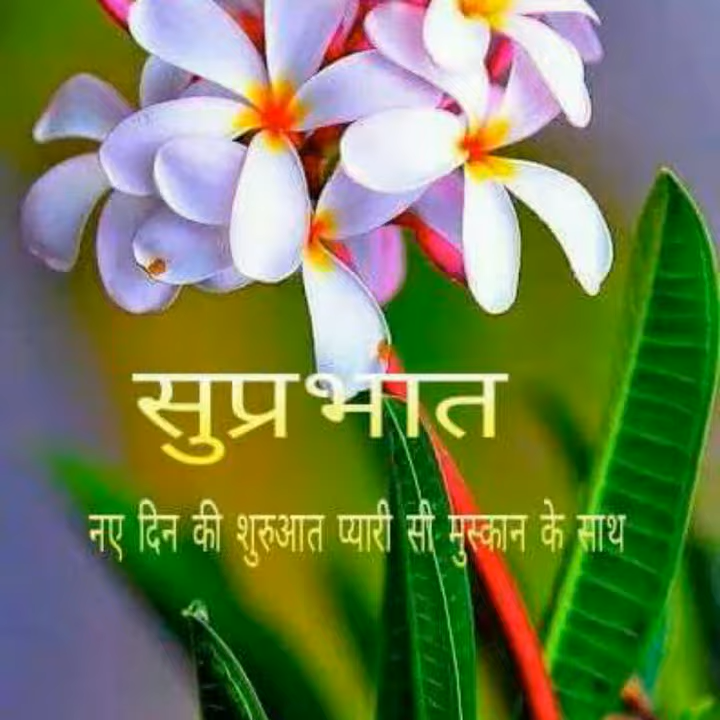 सुप्रभात
नए दिन की शुरुआत प्यारी सी मुस्कान के साथ